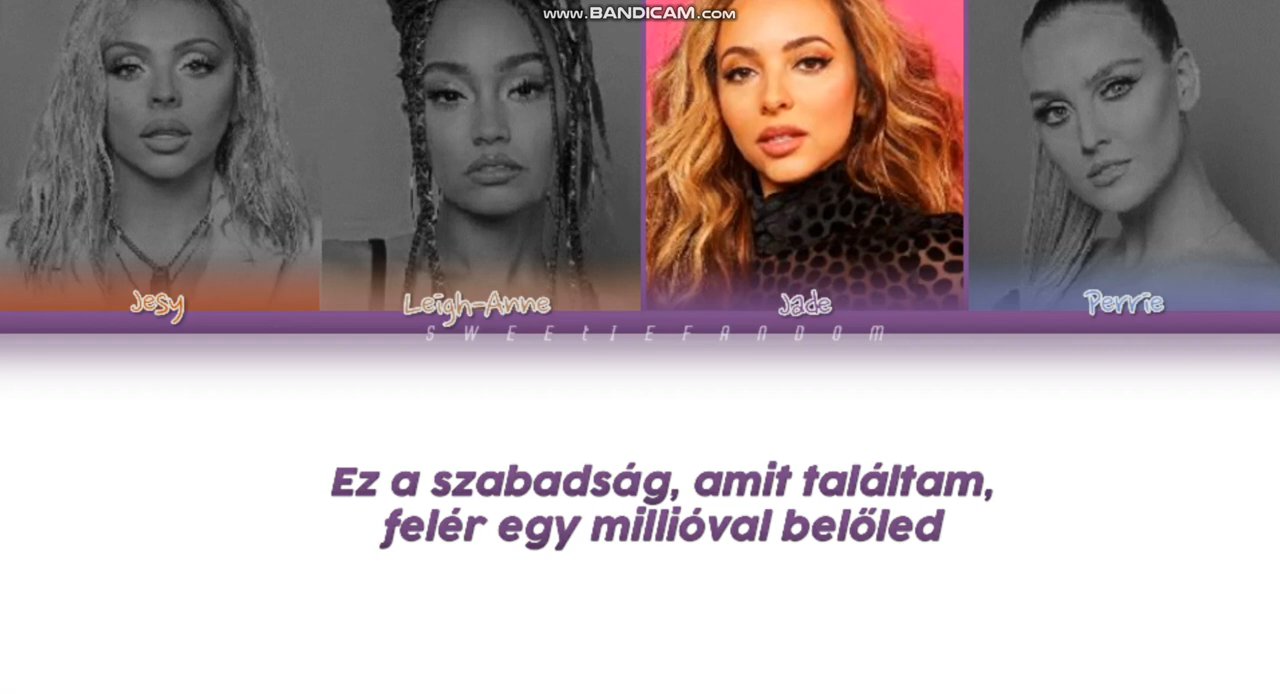 www.BANDICAM.com
Jesy
Leigh-Anne
Jade
Perrie
SWEEtIEFANDOM
Ez a szabadság, amit találtam,
felér egy millióval belőled